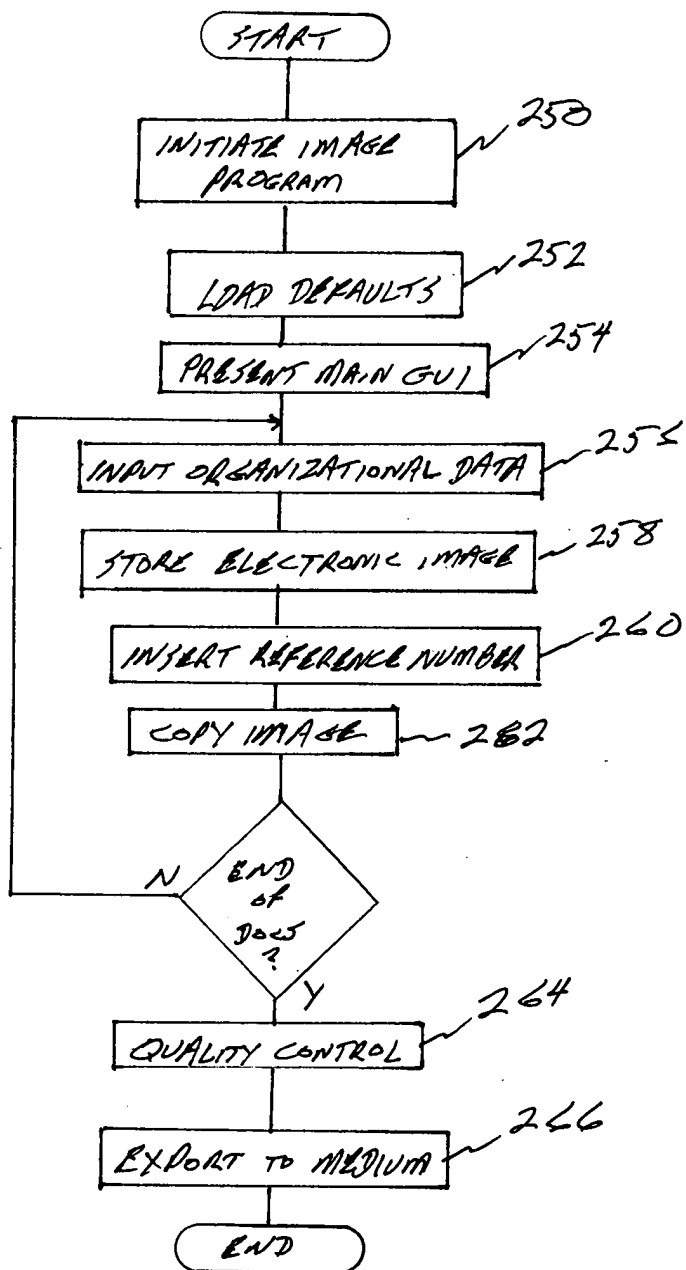 START
INITIATE IMAGE
PROGRAM
250
LOAD DEFAULTS
252
PRESENT MAIN GUI
254
INPUT ORGANIZATIONAL DATA
256
STORE ELECTRONIC IMAGE
258
INSERT REFERENCE NUMBER
260
COPY IMAGE
262
END
of
Docs
?
N
Y
QUALITY CONTROL
264
EXPORT TO MEDIUM
266
END